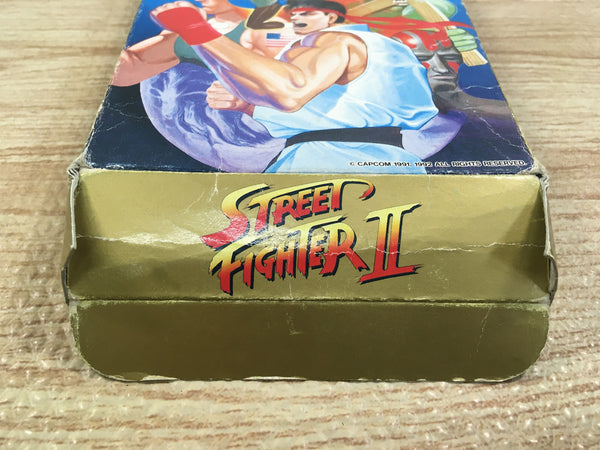 © CAPCOM 1991, 1992 ALL RIGHTS RESERVED.
STREET
FIGHTER II